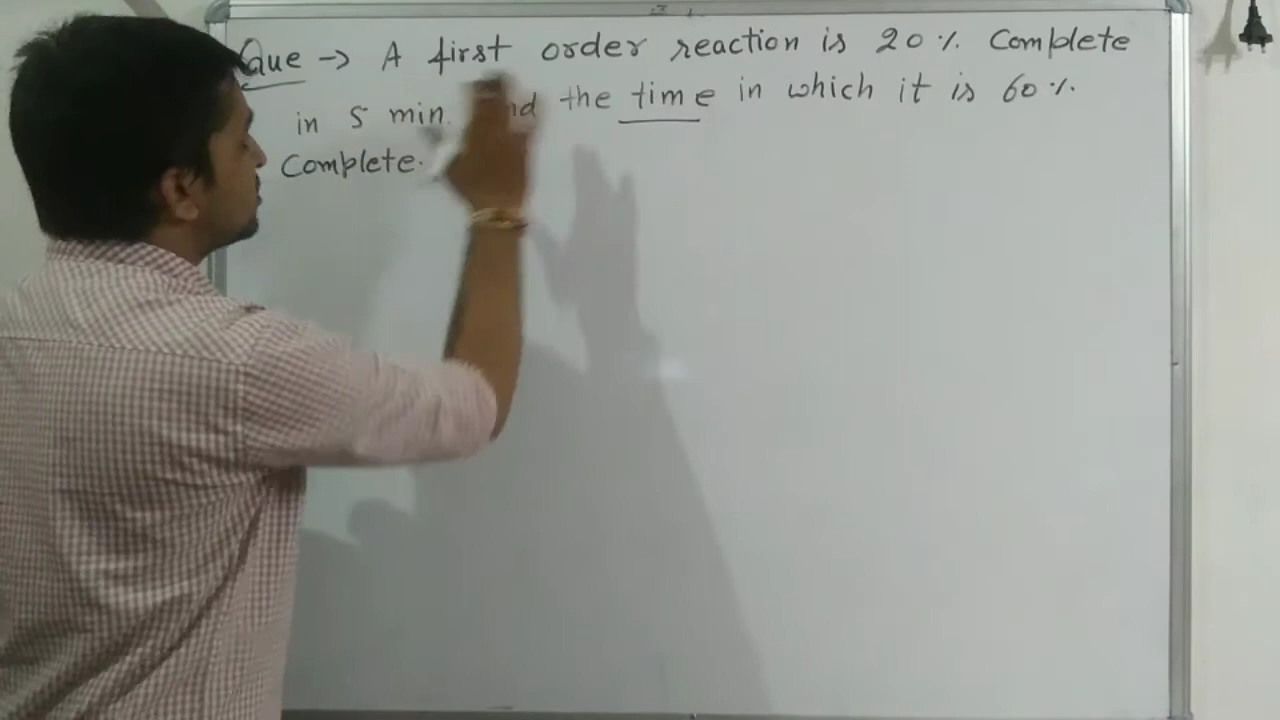 Que → A first order reaction is 20%. Complete
in 5 min. the time in which it is 60%.
Complete.